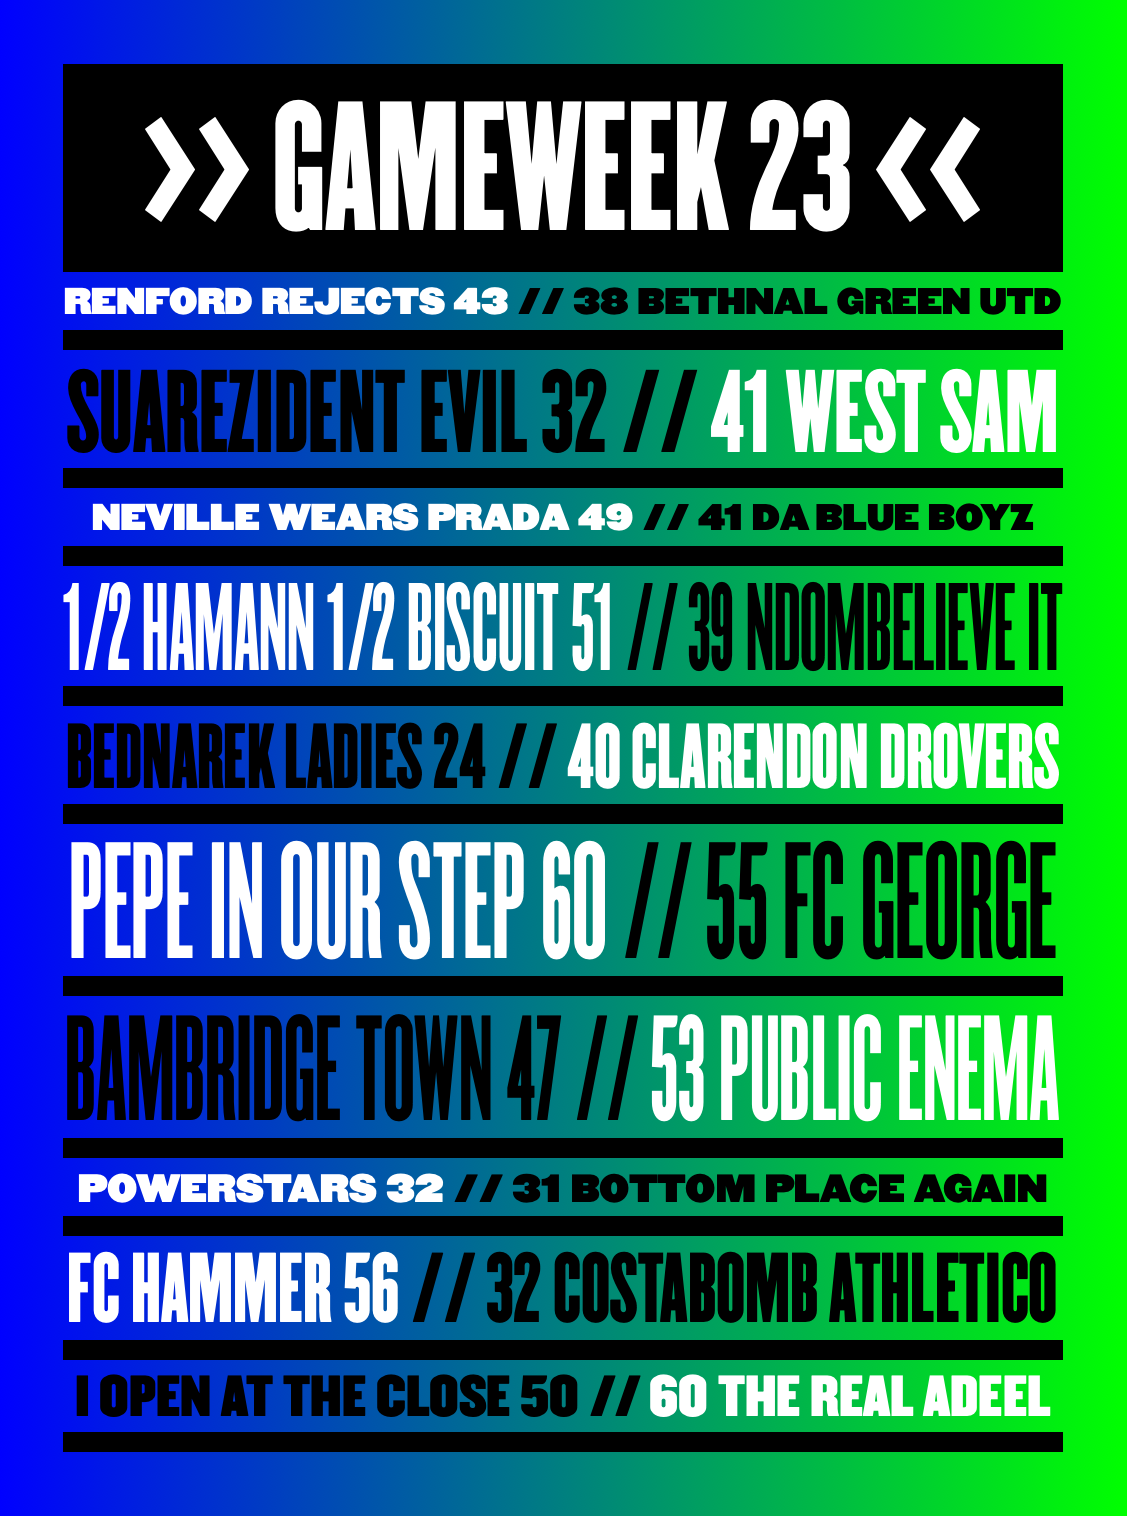 >> GAMEWEEK 23 <<
RENFORD REJECTS 43 // 38 BETHNAL GREEN UTD
SUAREZIDENT EVIL 32 // 41 WEST SAM
NEVILLE WEARS PRADA 49 // 41 DA BLUE BOYZ
1/2 HAMANN 1/2 BISCUIT 51 // 39 NDOMBELIEVE IT
BEDNAREK LADIES 24 // 40 CLARENDON DROVERS
PEPE IN OUR STEP 60 // 55 FC GEORGE
BAMBRIDGE TOWN 47 // 53 PUBLIC ENEMA
POWERSTARS 32 // 31 BOTTOM PLACE AGAIN
FC HAMMER 56 // 32 COSTABOMB ATHLETICO
I OPEN AT THE CLOSE 50 // 60 THE REAL ADEEL